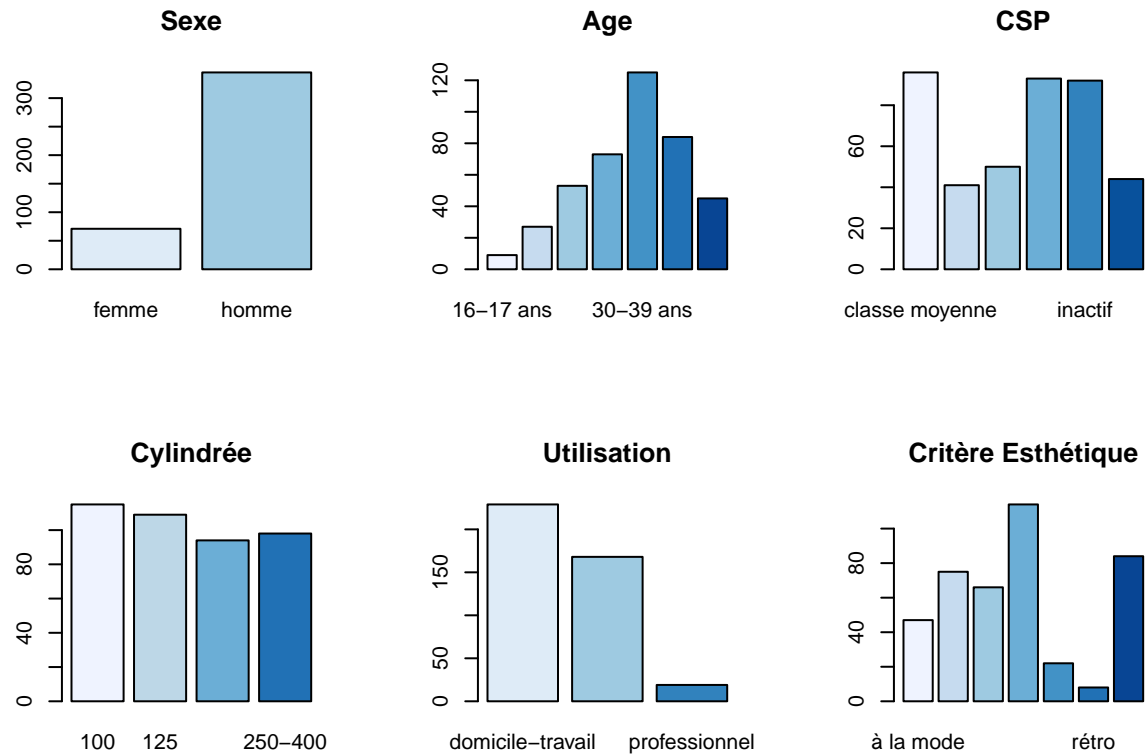 Sexe
0
100
200
300
femme homme
Age
0
40
80
120
16−17 ans 30−39 ans
CSP
0
20
60
classe moyenne inactif
Cylindrée
0
40
80
100 125 250−400
Utilisation
0
50
150
domicile−travail professionnel
Critère Esthétique
0
40
80
à la mode rétro